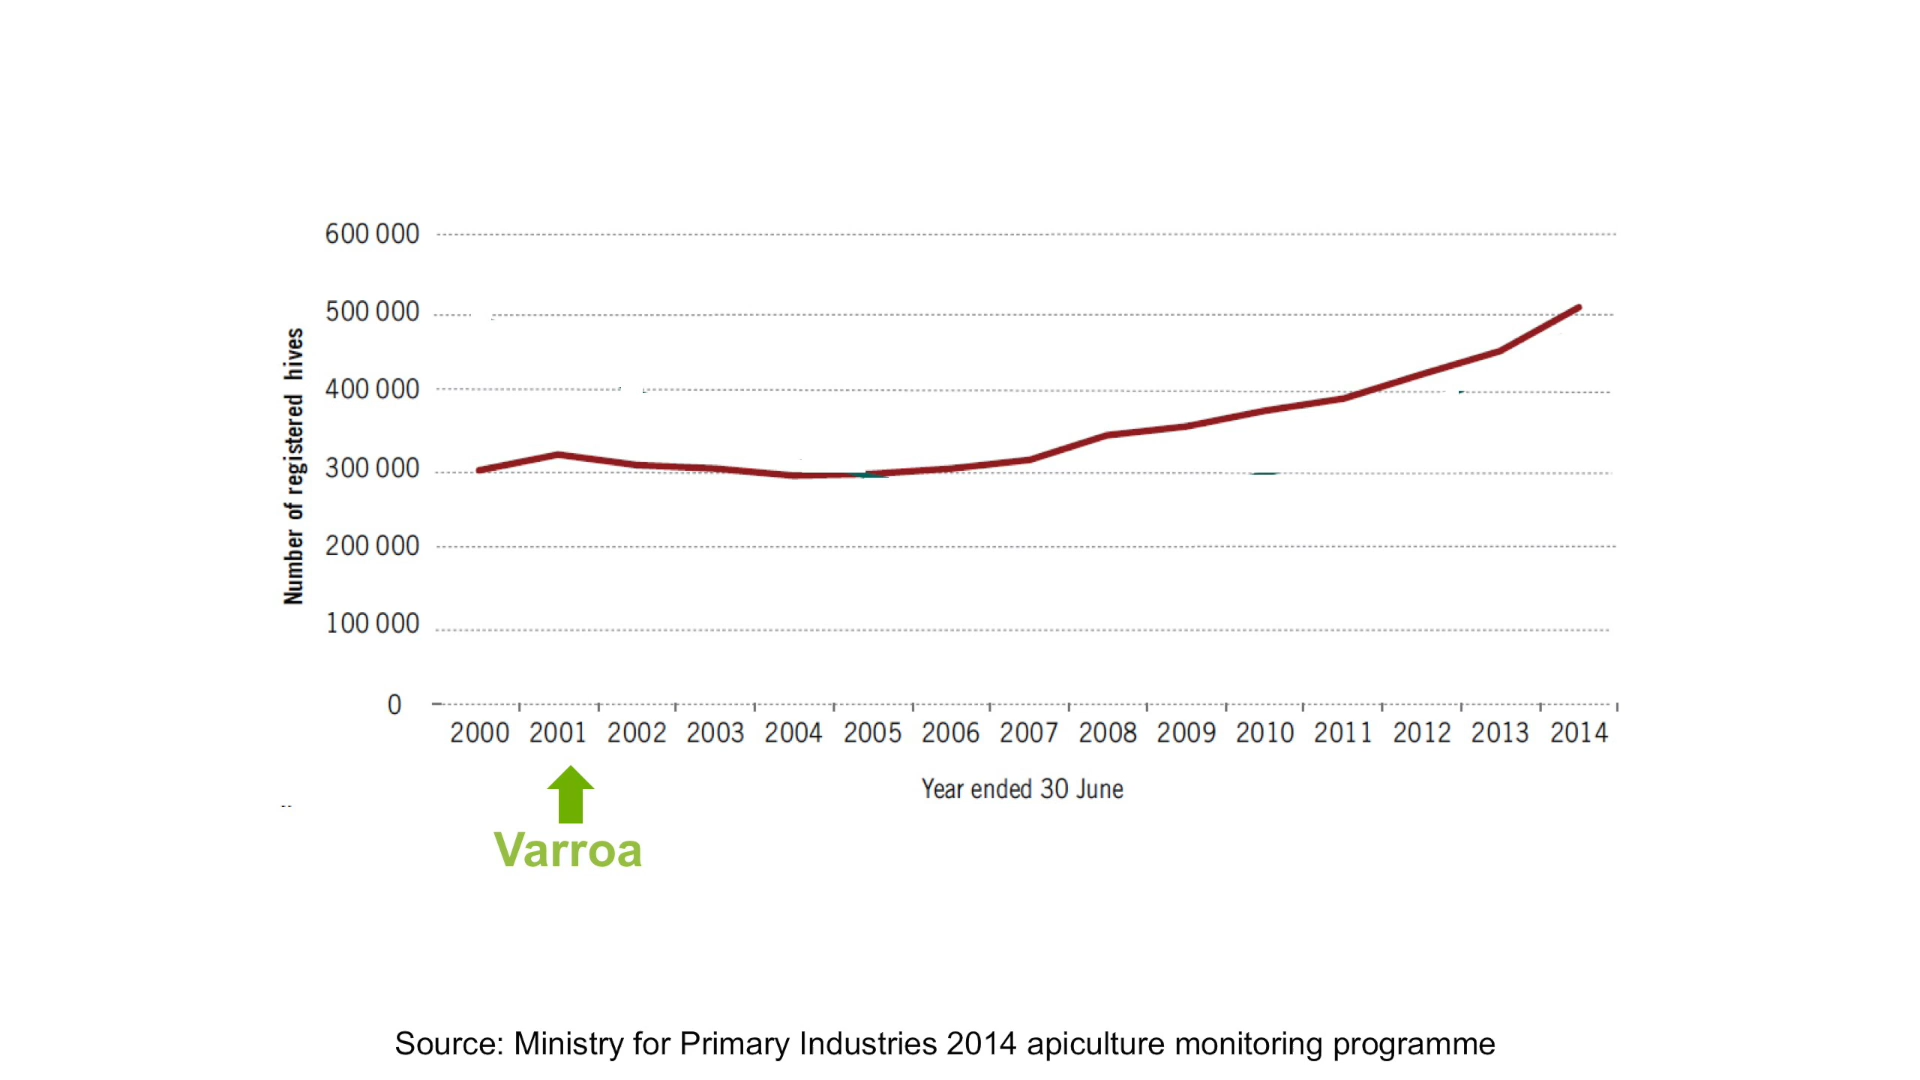 600 000
500 000
400 000
300 000
200 000
100 000
0
Number of registered hives
2000 2001 2002 2003 2004 2005 2006 2007 2008 2009 2010 2011 2012 2013 2014
Year ended 30 June
Varroa
Source: Ministry for Primary Industries 2014 apiculture monitoring programme